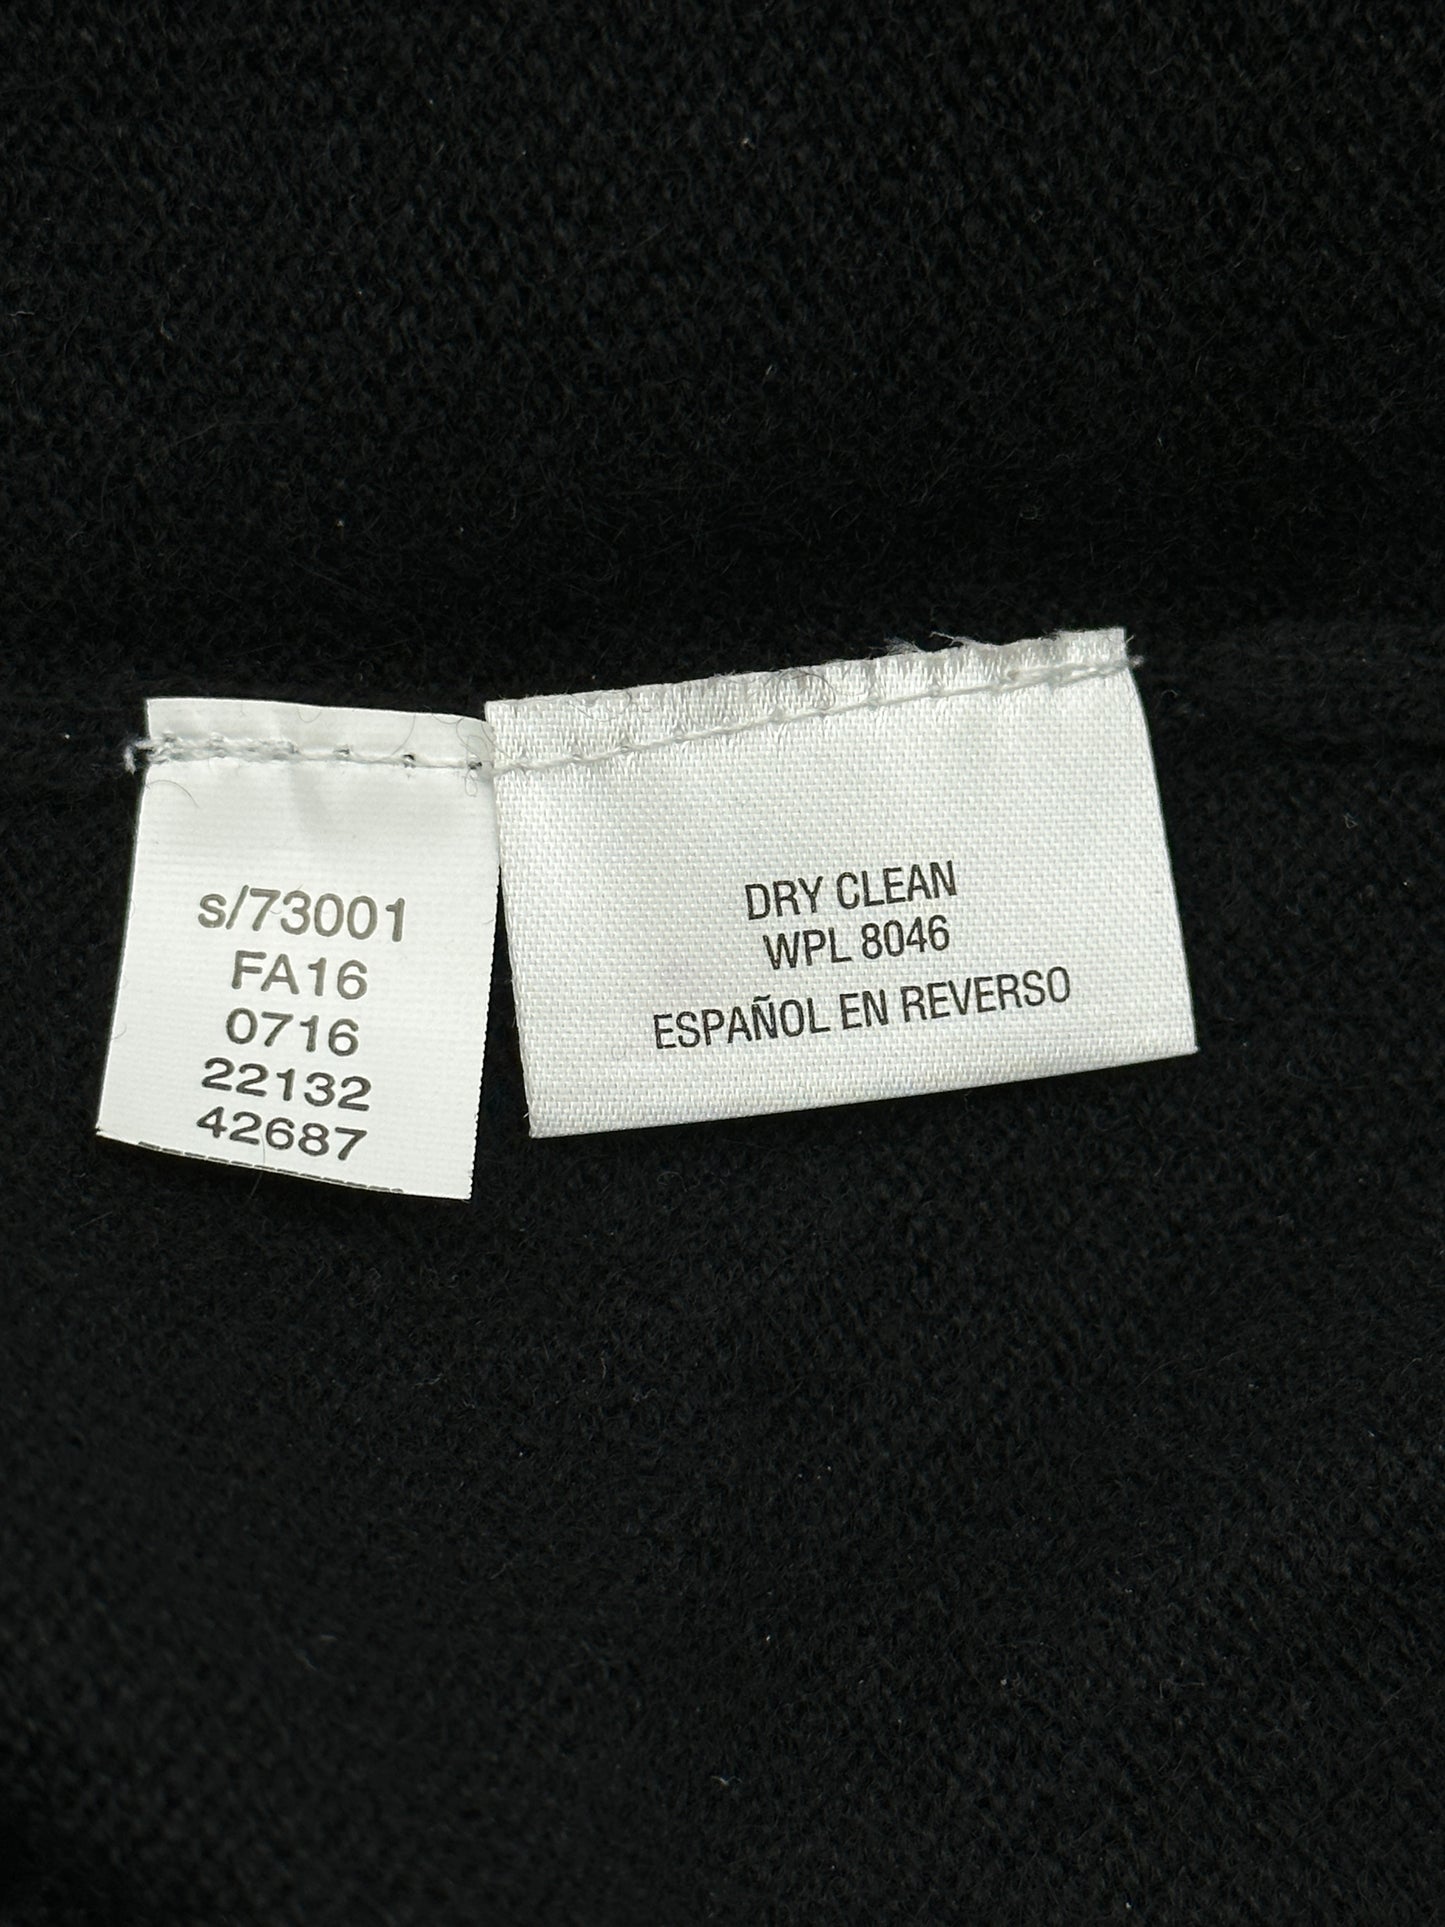 s/73001
FA16
0716
22132
42687
DRY CLEAN
WPL 8046
ESPAÑOL EN REVERSO